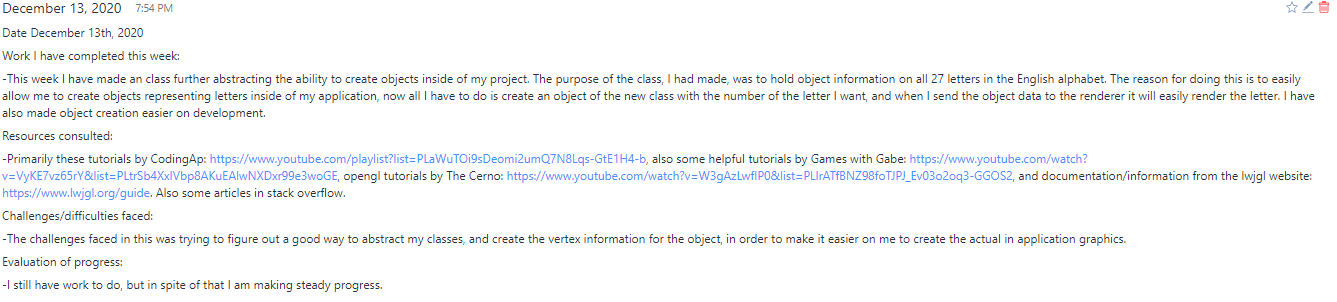 December 13, 2020 7:54 PM
Date December 13th, 2020
Work I have completed this week:
-This week I have made an class further abstracting the ability to create objects inside of my project. The purpose of the class, I had made, was to hold object information on all 27 letters in the English alphabet. The reason for doing this is to easily
allow me to create objects representing letters inside of my application, now all I have to do is create an object of the new class with the number of the letter I want, and when I send the object data to the renderer it will easily render the letter. I have
also made object creation easier on development.
Resources consulted:
-Primarily these tutorials by CodingAp: https://www.youtube.com/playlist?list=PLaWuTOi9sDeomi2umQ7N8Lqs-GtE1H4-b, also some helpful tutorials by Games with Gabe: https://www.youtube.com/watch?
v=VyKE7vz65rY&list=PLtrSb4XxIVbp8AKuEAlwNXDxr99e3woGE, opengl tutorials by The Cerno: https://www.youtube.com/watch?v=W3gAzLwfIP0&list=PLlrATfBNZ98foTJPJ_Ev03o2oq3-GGOS2, and documentation/information from the lwjgl website:
https://www.lwjgl.org/guide. Also some articles in stack overflow.
Challenges/difficulties faced:
-The challenges faced in this was trying to figure out a good way to abstract my classes, and create the vertex information for the object, in order to make it easier on me to create the actual in application graphics.
Evaluation of progress:
-I still have work to do, but in spite of that I am making steady progress.